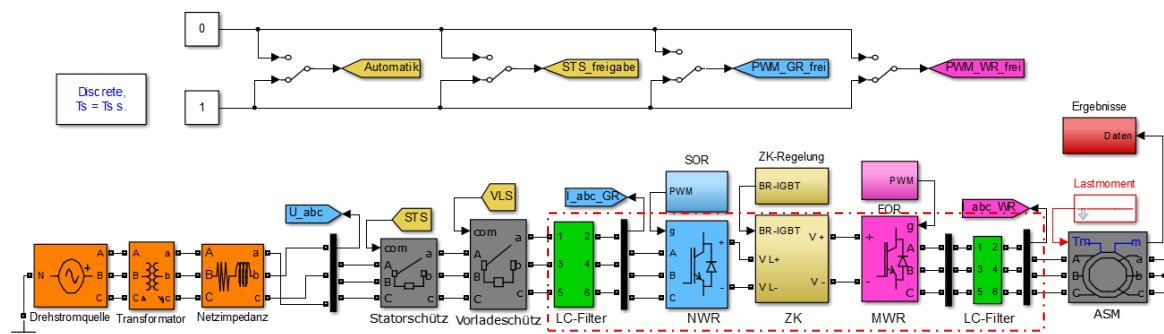 0
Automatik
STS_freigabe
PWM_GR_frei
PWM_WR_frei
Discrete,
Ts = Ts s.
1
Ergebnisse
Daten
SOR
PWM
ZK-Regelung
BR-IGBT
PWM
EOR
Lastmoment
U_abc
STS
VLS
I_abc_GR
I_abc_WR
N
A
B
C
A
B
C
a
b
c
A
B
C
a
b
c
com
A
B
C
a
b
c
com
A
B
C
a
b
c
1
3
5
2
4
6
g
A
B
C
+
-
BR-IGBT
V L+
V L-
V +
V -
+
-
g
A
B
C
1
3
5
2
4
6
Tm
m
A
B
C
a
b
c
Drehstromquelle
Transformator
Netzimpedanz
Statorschütz
Vorladeschütz
LC-Filter
NWR
ZK
MWR
LC-Filter
ASM